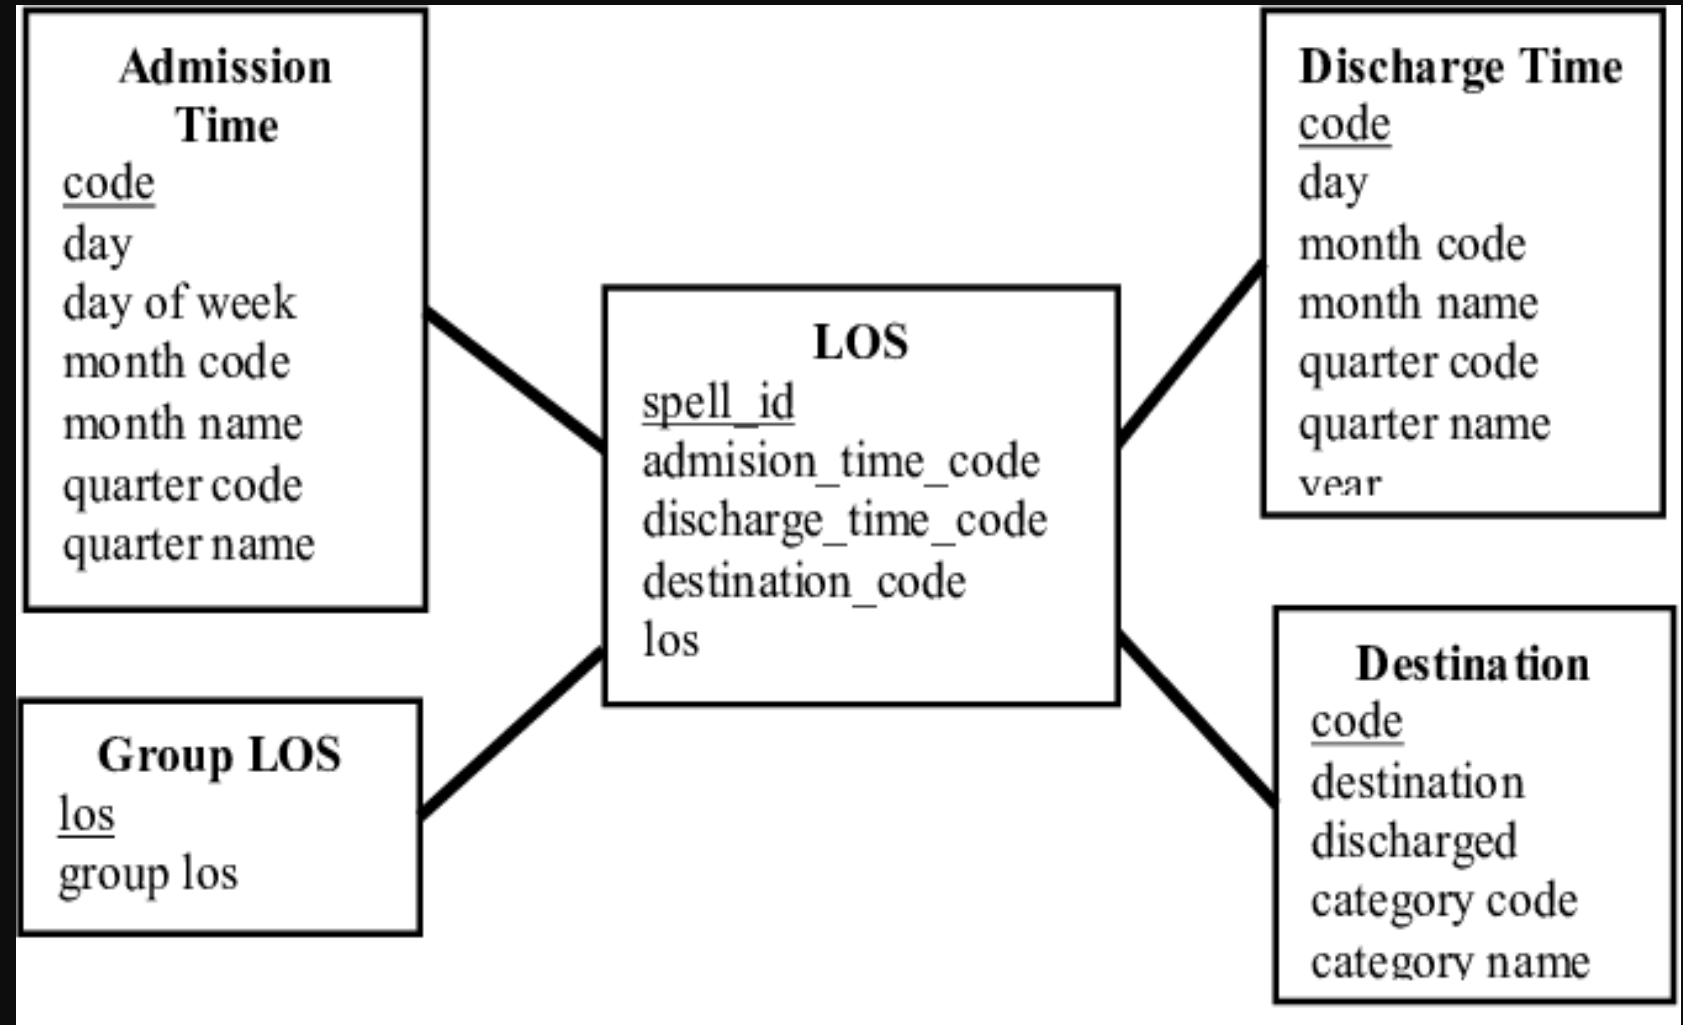 Admission
Time
code
day
day of week
month code
month name
quarter code
quarter name
Group LOS
los
group los
LOS
spell_id
admision_time_code
discharge_time_code
destination_code
los
Discharge Time
code
day
month code
month name
quarter code
quarter name
year
Destination
code
destination
discharged
category code
category name